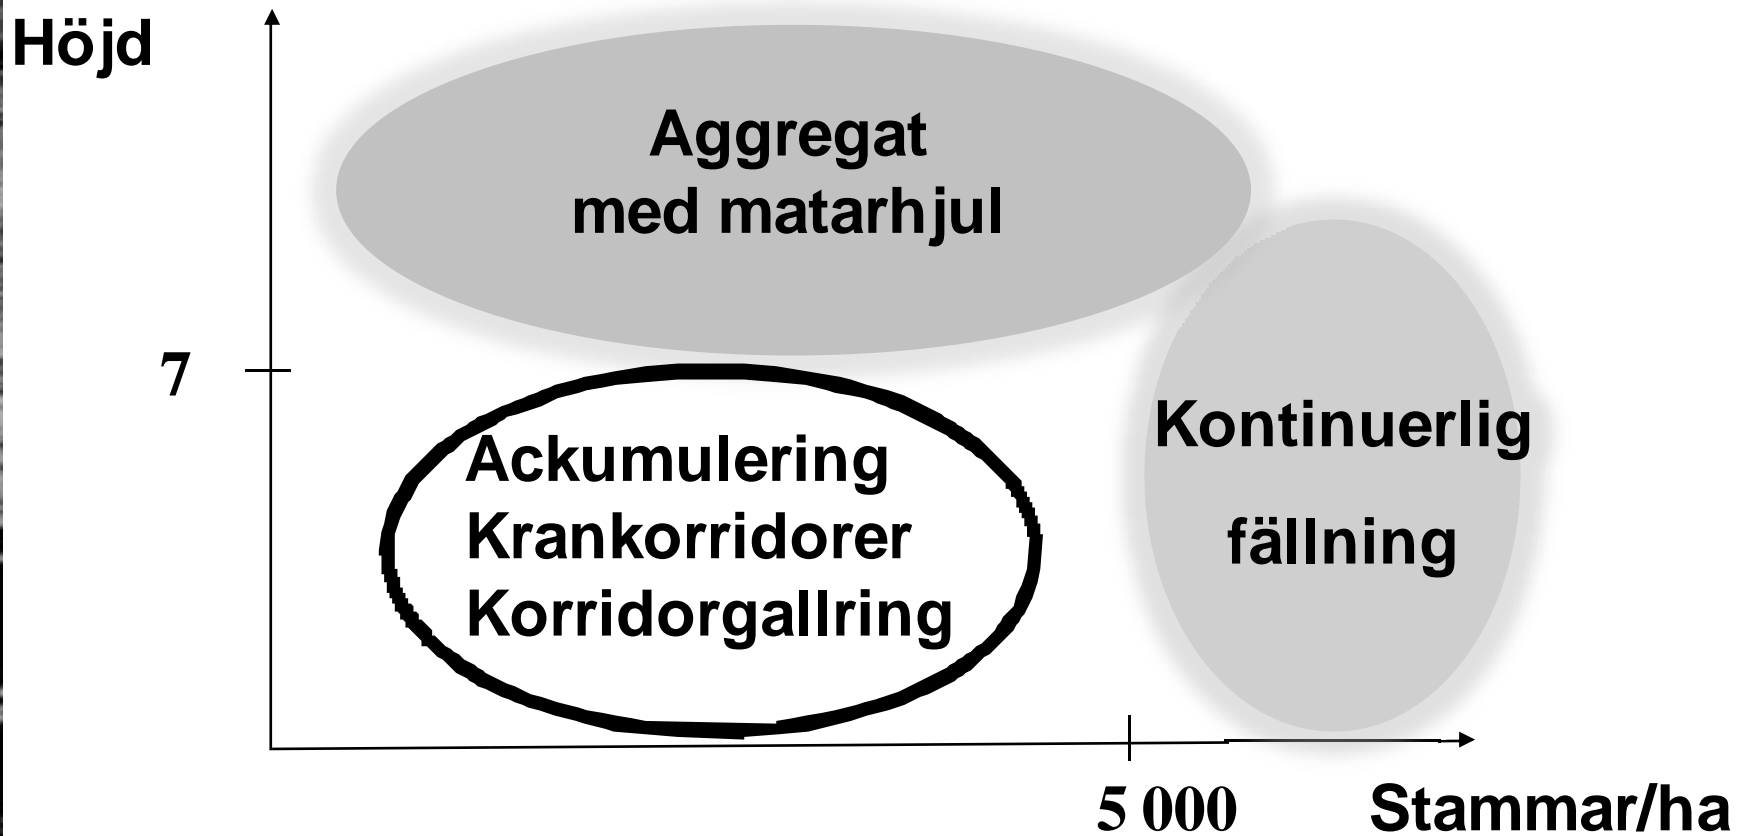 Höjd
Aggregat
med matarhjul
7
Ackumulering
Krankorridorer
Korridorgallring
Kontinuerlig
fällning
5 000
Stammar/ha